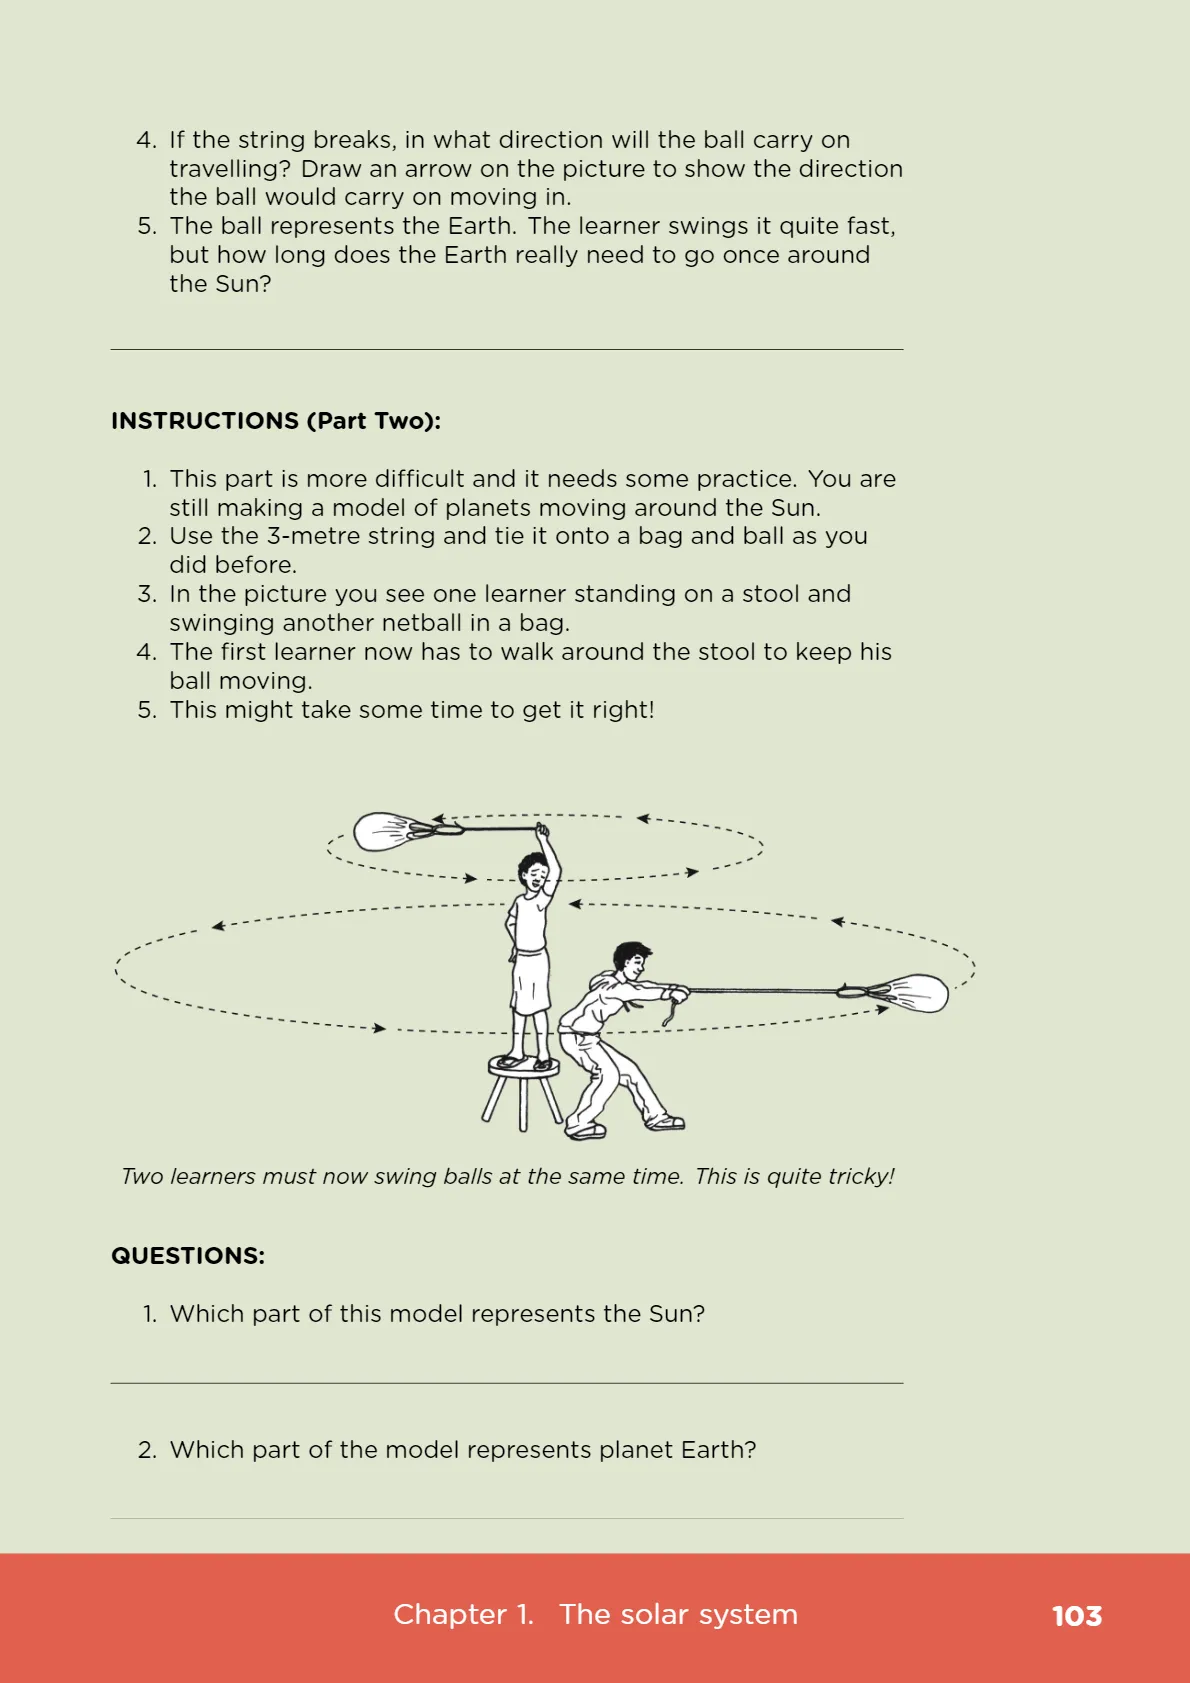 4. If the string breaks, in what direction will the ball carry on
travelling? Draw an arrow on the picture to show the direction
the ball would carry on moving in.
5. The ball represents the Earth. The learner swings it quite fast,
but how long does the Earth really need to go once around
the Sun?
INSTRUCTIONS (Part Two):
1. This part is more difficult and it needs some practice. You are
still making a model of planets moving around the Sun.
2. Use the 3-metre string and tie it onto a bag and ball as you
did before.
3. In the picture you see one learner standing on a stool and
swinging another netball in a bag.
4. The first learner now has to walk around the stool to keep his
ball moving.
5. This might take some time to get it right!
Two learners must now swing balls at the same time. This is quite tricky!
QUESTIONS:
1. Which part of this model represents the Sun?
2. Which part of the model represents planet Earth?
Chapter 1. The solar system 103